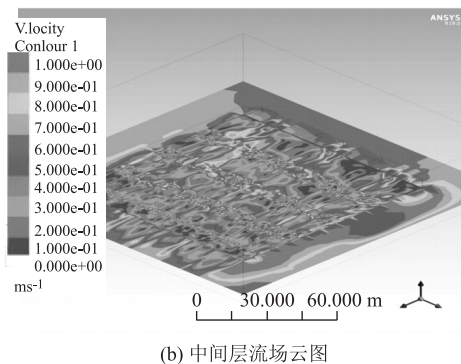 V.locity
Conlour 1
ANSYS
1.000e+00
9.000e-01
8.000e-01
7.000e-01
6.000e-01
5.000e-01
4.000e-01
3.000e-01
2.000e-01
1.000e-01
0.000e+00
ms-1
0 30.000 60.000 m
(b) 中间层流场云图